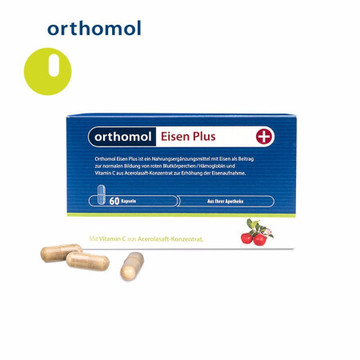 orthomol
orthomol Eisen Plus
Orthomol Eisen Plus ist ein Nahrungsergänzungsmittel mit Eisen als Beitrag
zur normalen Bildung von roten Blutkörperchen / Hämoglobin und
Vitamin C aus Acerolasaft-Konzentrat zur Erhöhung der Eisenaufnahme.
60 Kapseln
Aus Ihrer Apotheke
Mit Vitamin C aus Acerolasaft-Konzentrat.